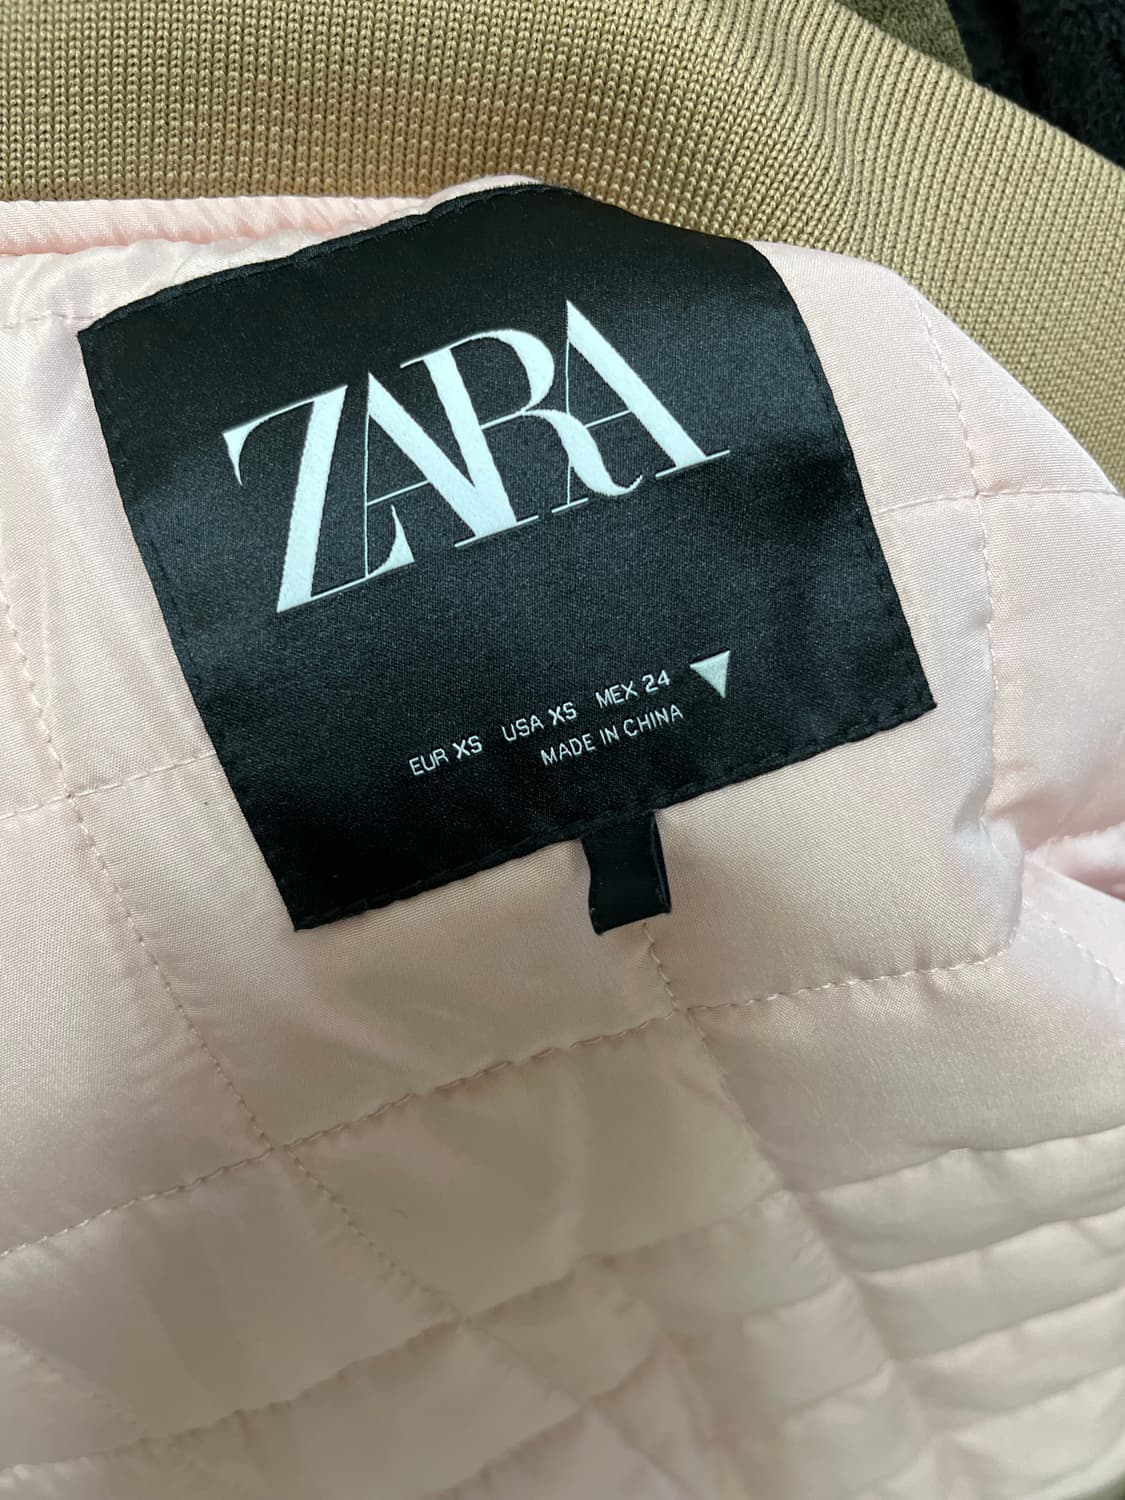 ZARA
EUR XS USA XS MEX 24
MADE IN CHINA